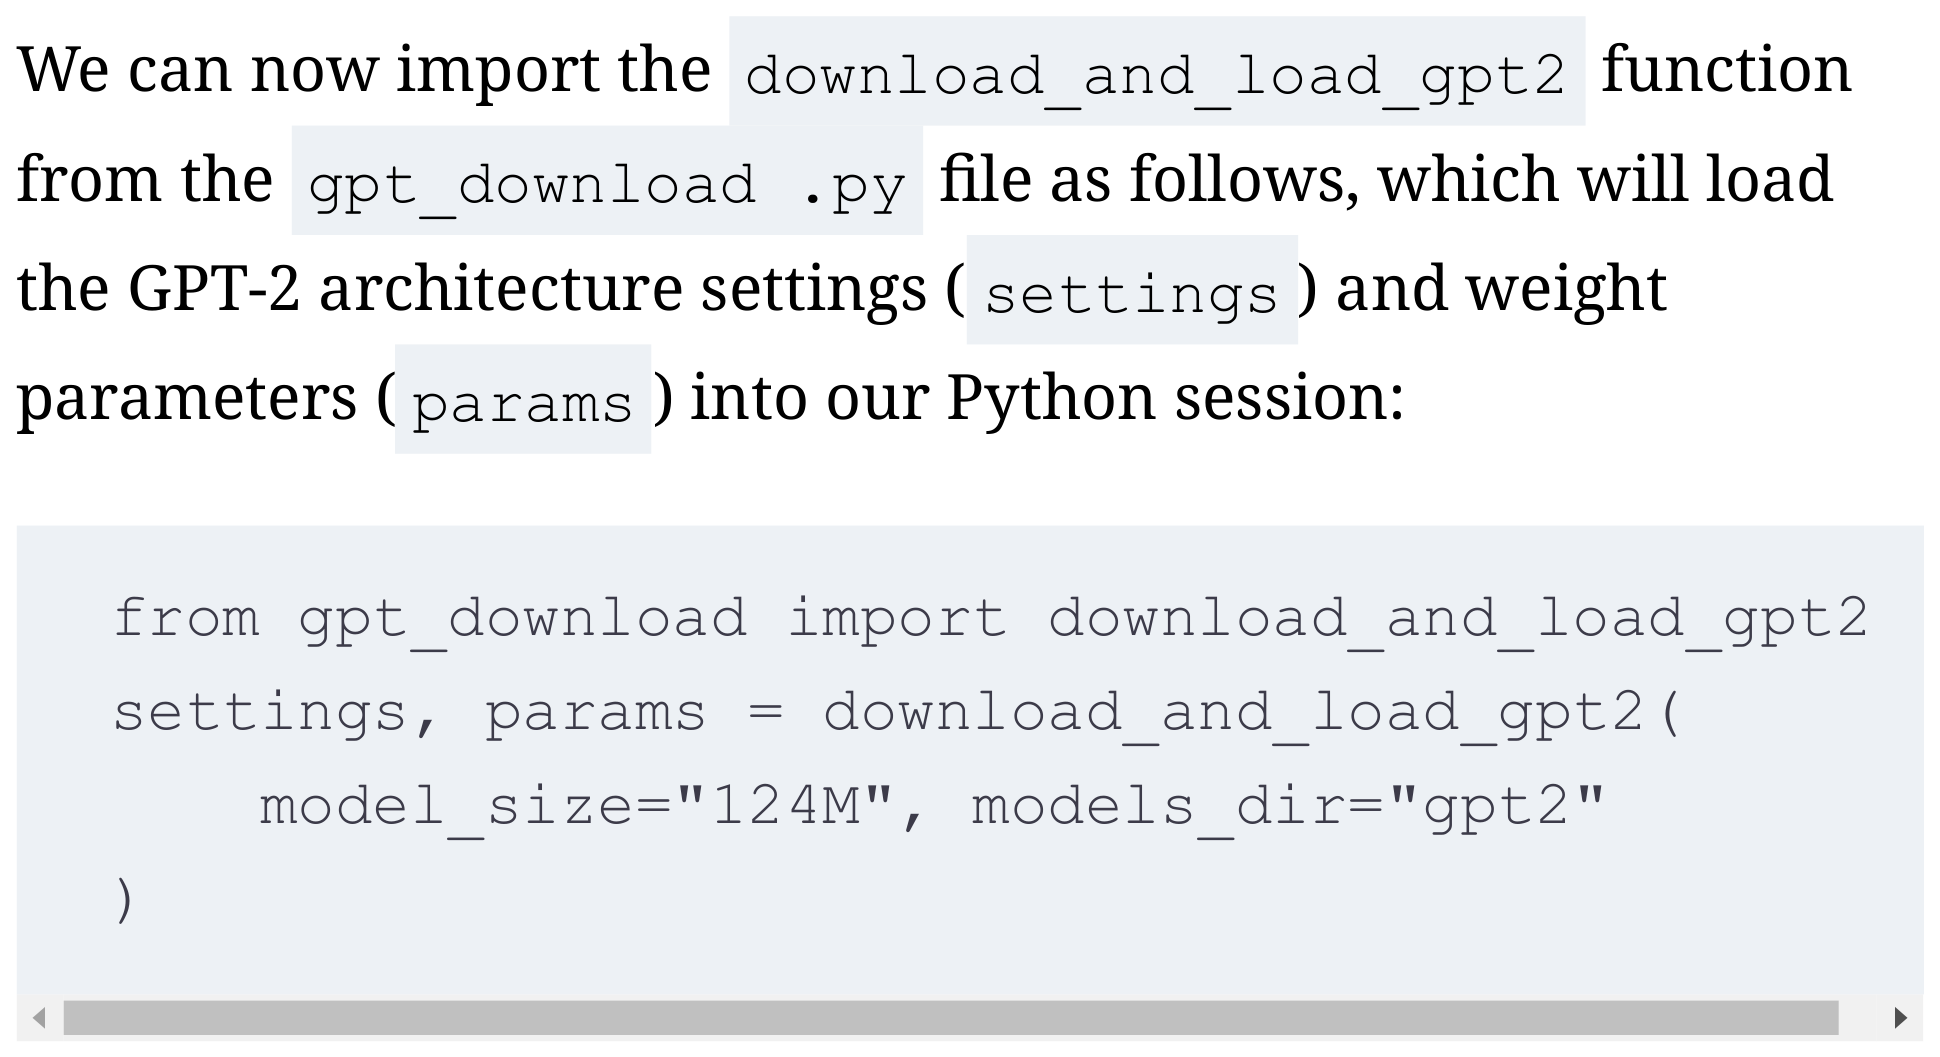 We can now import the download_and_load_gpt2 function
from the gpt_download .py file as follows, which will load
the GPT-2 architecture settings ( settings ) and weight
parameters ( params ) into our Python session:
from gpt_download import download_and_load_gpt2
settings, params = download_and_load_gpt2(
    model_size="124M", models_dir="gpt2"
)